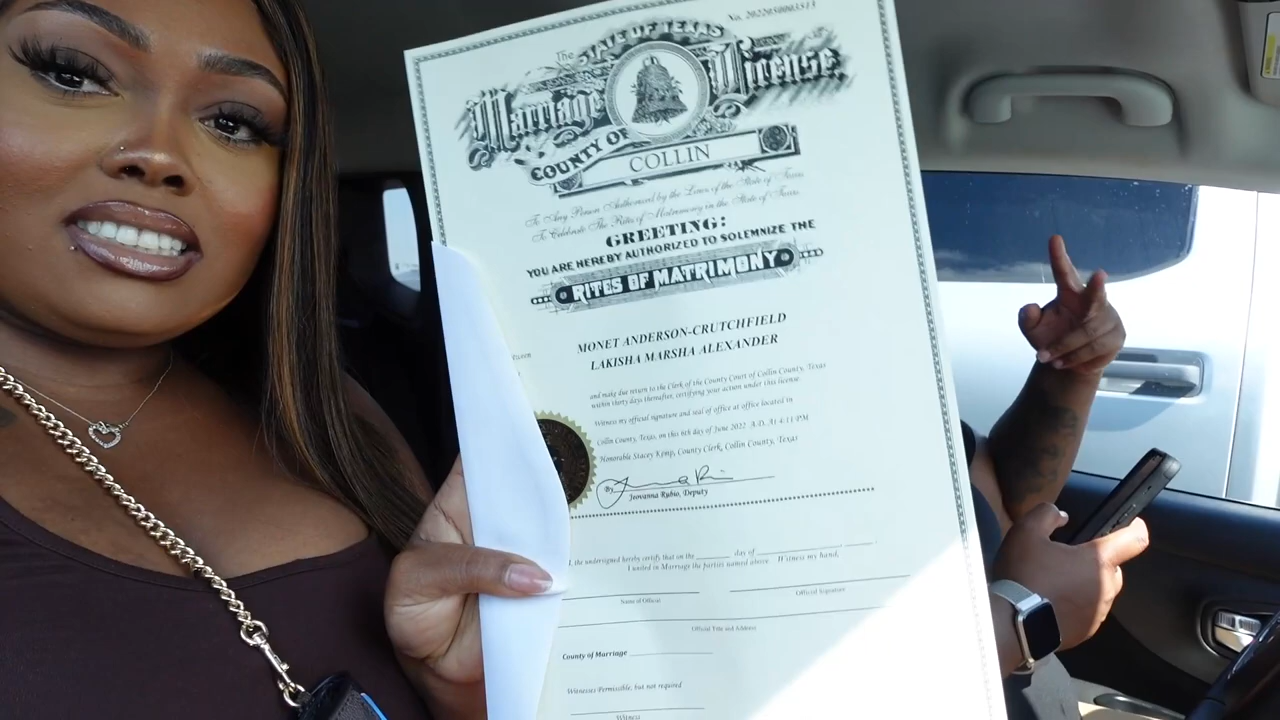 No. 2022050003513
The STATE OF TEXAS
Marriage License
COUNTY OF
COLLIN
To Any Person Authorized by the Laws of the State of Texas
To Celebrate The Rites of Matrimony in the State of Texas.
GREETING:
YOU ARE HEREBY AUTHORIZED TO SOLEMNIZE THE
RITES OF MATRIMONY
MONET ANDERSON-CRUTCHFIELD
LAKISHA MARSHA ALEXANDER
and make due return to the Clerk of the County Court of Collin County, Texas
within thirty days thereafter, certifying your action under this license.
Witness my official signature and seal of office at office located in
Collin County, Texas, on this 6th day of June 2022 A.D. At 4:11 PM
Honorable Stacey Kemp, County Clerk, Collin County, Texas
By
Jeovanna Rubio, Deputy
I, the undersigned hereby certify that on the day of
I united in Marriage the parties named above. Witness my hand,
Name of Official Official Signature
Official Title and Address
County of Marriage
Witnesses Permissible, but not required
Witness